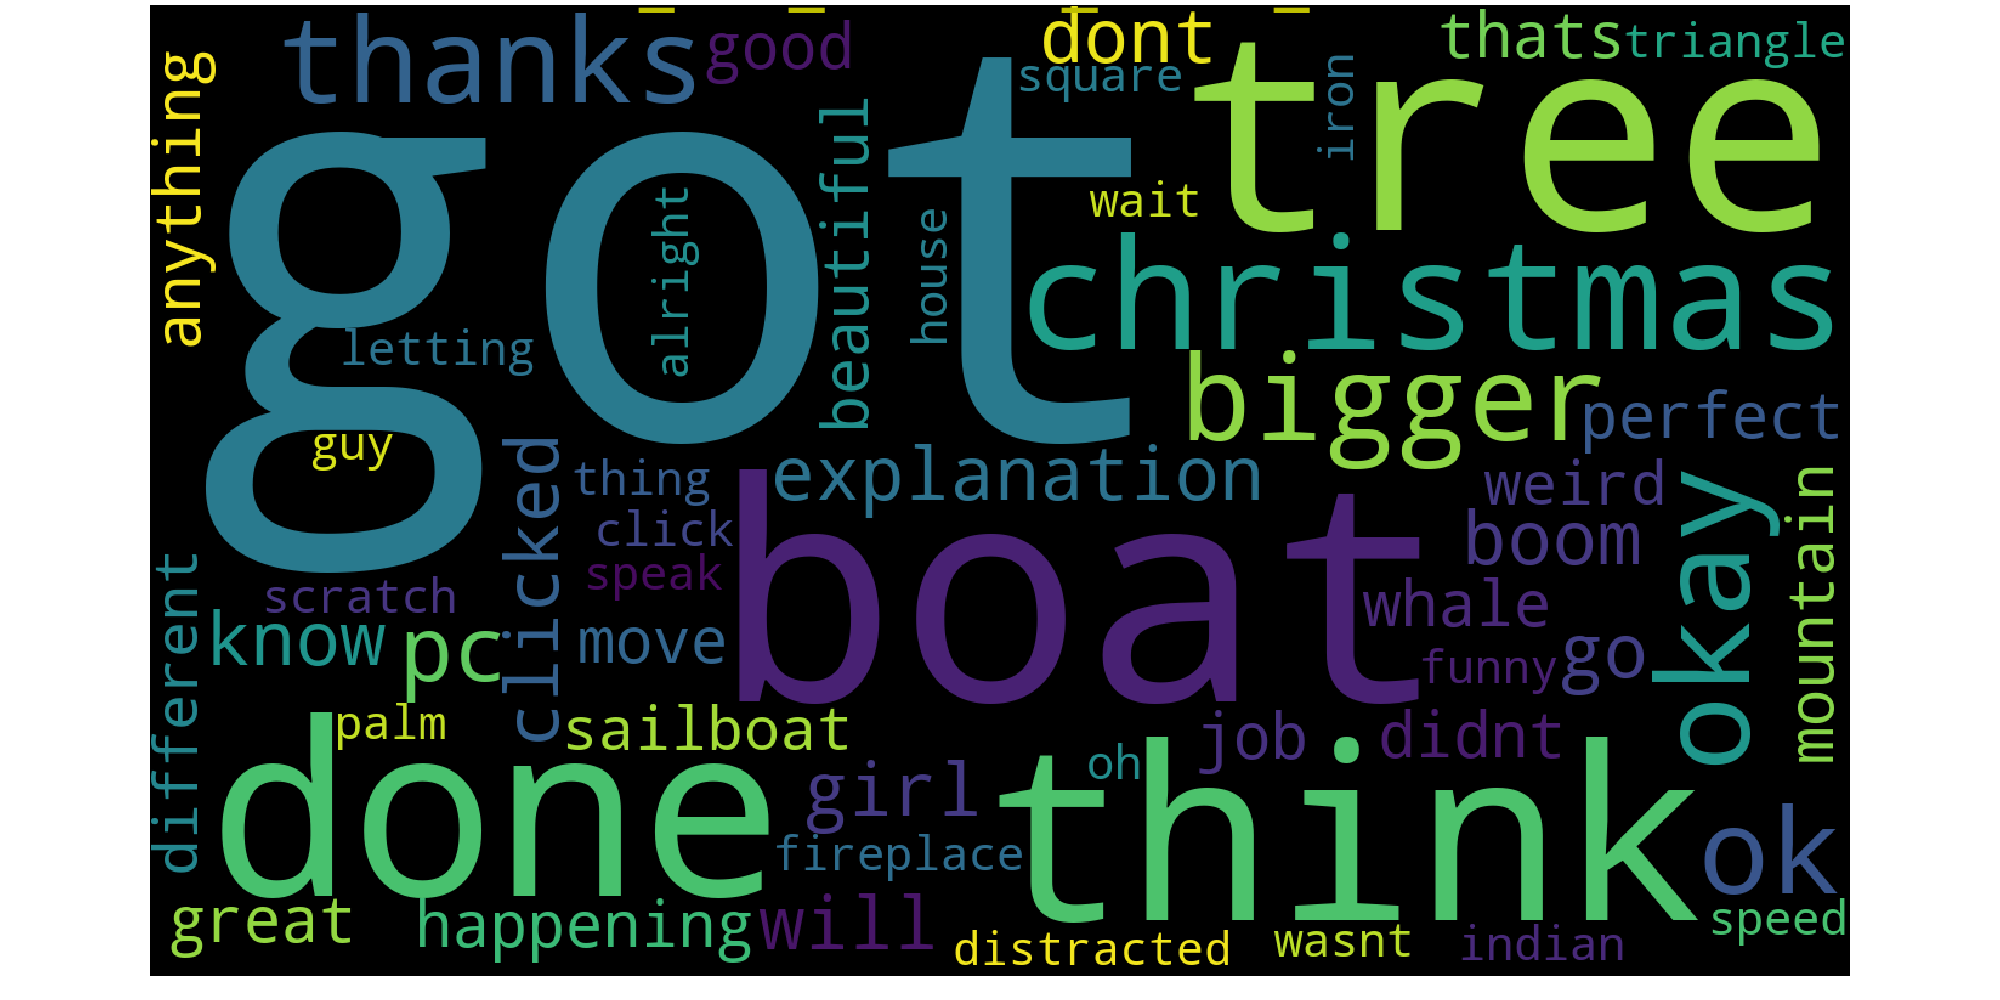 thanks
good
dont
thats
triangle
square
iron
anything
got
tree
beautiful
alright
wait
house
christmas
letting
bigger
perfect
guy
clicked
thing
explanation
weird
okay
mountain
click
boat
boom
speak
scratch
different
know
pc
move
whale
funny
go
palm
sailboat
job
didnt
done
girl
oh
think
fireplace
ok
great
happening
will
distracted
wasnt
indian
speed